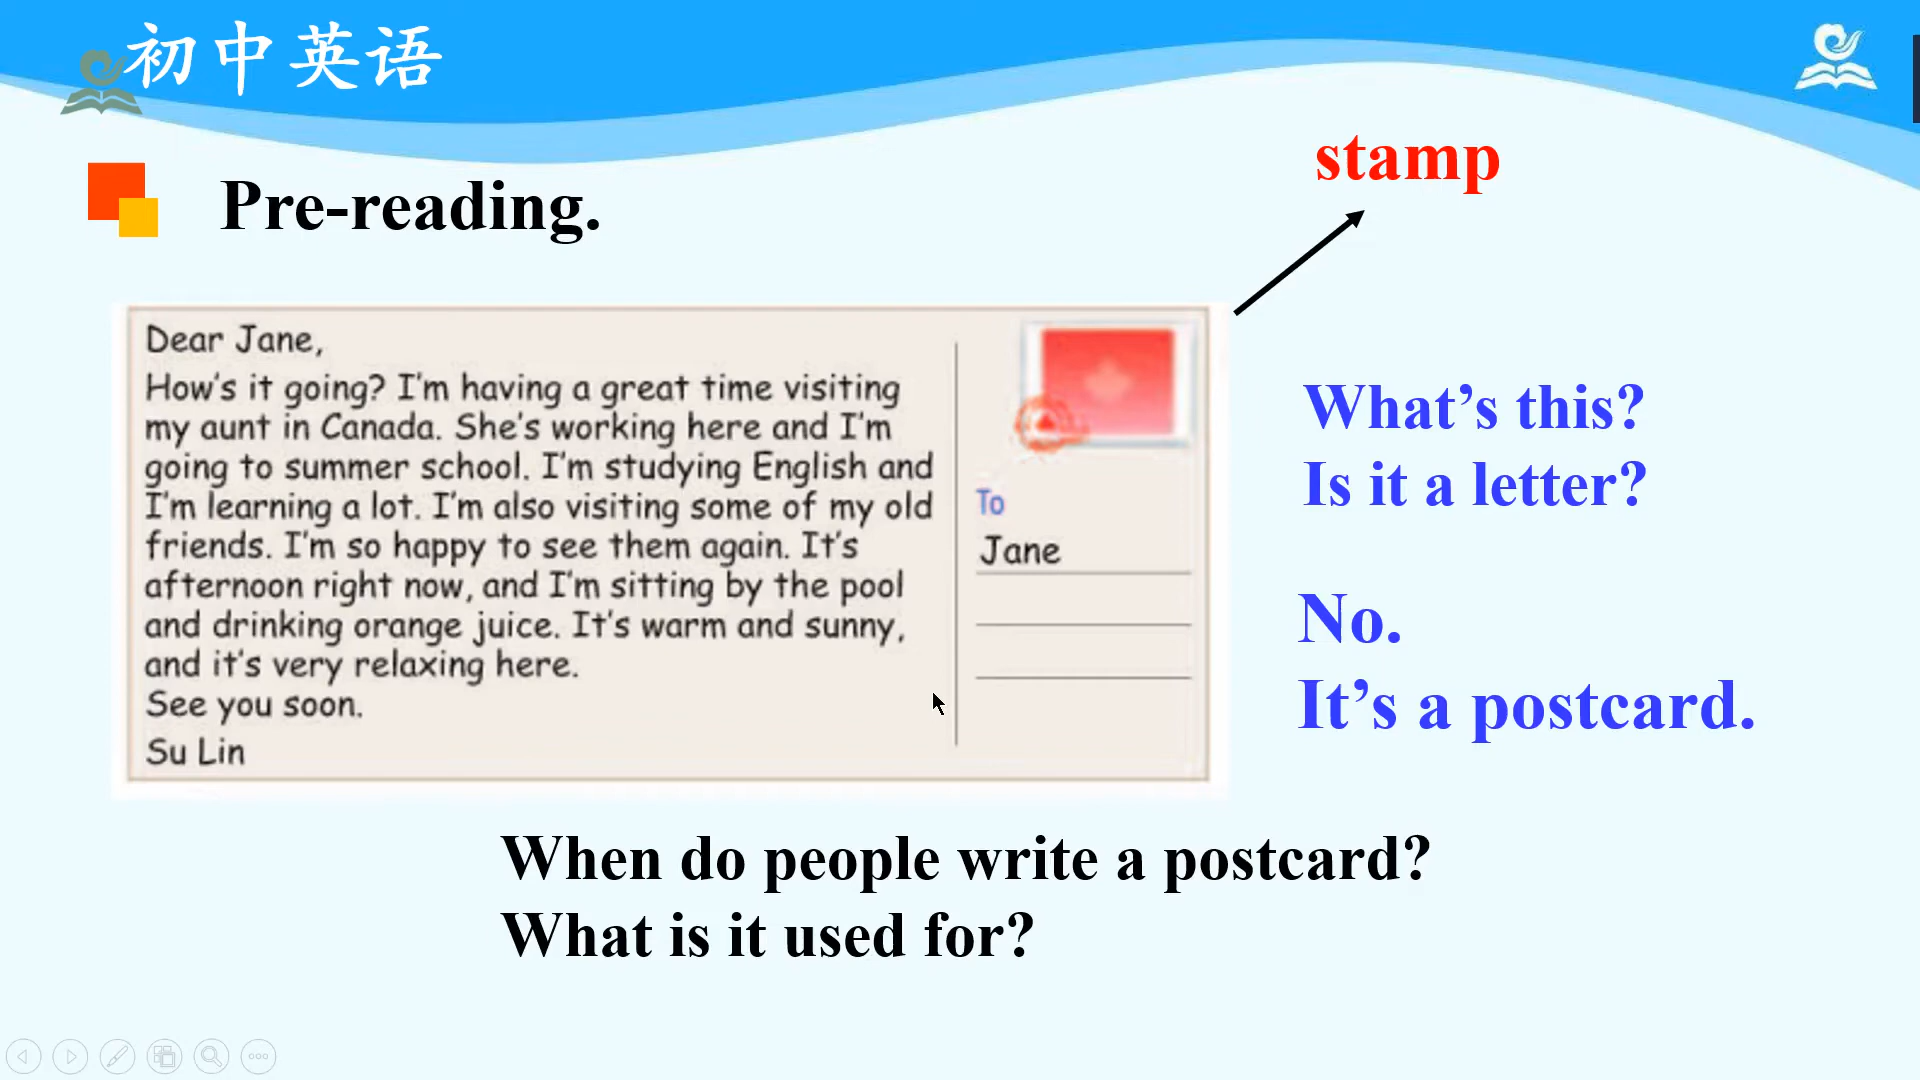 初中英语
Pre-reading.
stamp
Dear Jane,
How's it going? I'm having a great time visiting
my aunt in Canada. She's working here and I'm
going to summer school. I'm studying English and
I'm learning a lot. I'm also visiting some of my old
friends. I'm so happy to see them again. It's
afternoon right now, and I'm sitting by the pool
and drinking orange juice. It's warm and sunny,
and it's very relaxing here.
See you soon.
Su Lin
To
Jane
What's this?
Is it a letter?
No.
It's a postcard.
When do people write a postcard?
What is it used for?